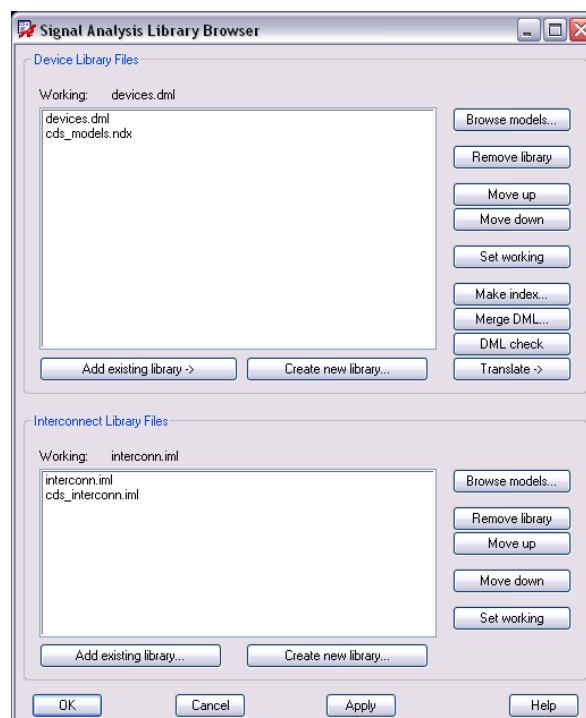 Signal Analysis Library Browser
Device Library Files
Working: devices.dml
devices.dml
cds_models.ndx
Browse models...
Remove library
Move up
Move down
Set working
Make index...
Merge DML...
DML check
Add existing library -> Create new library... Translate ->
Interconnect Library Files
Working: interconn.iml
interconn.iml
cds_interconn.iml
Browse models...
Remove library
Move up
Move down
Set working
Add existing library... Create new library...
OK Cancel Apply Help